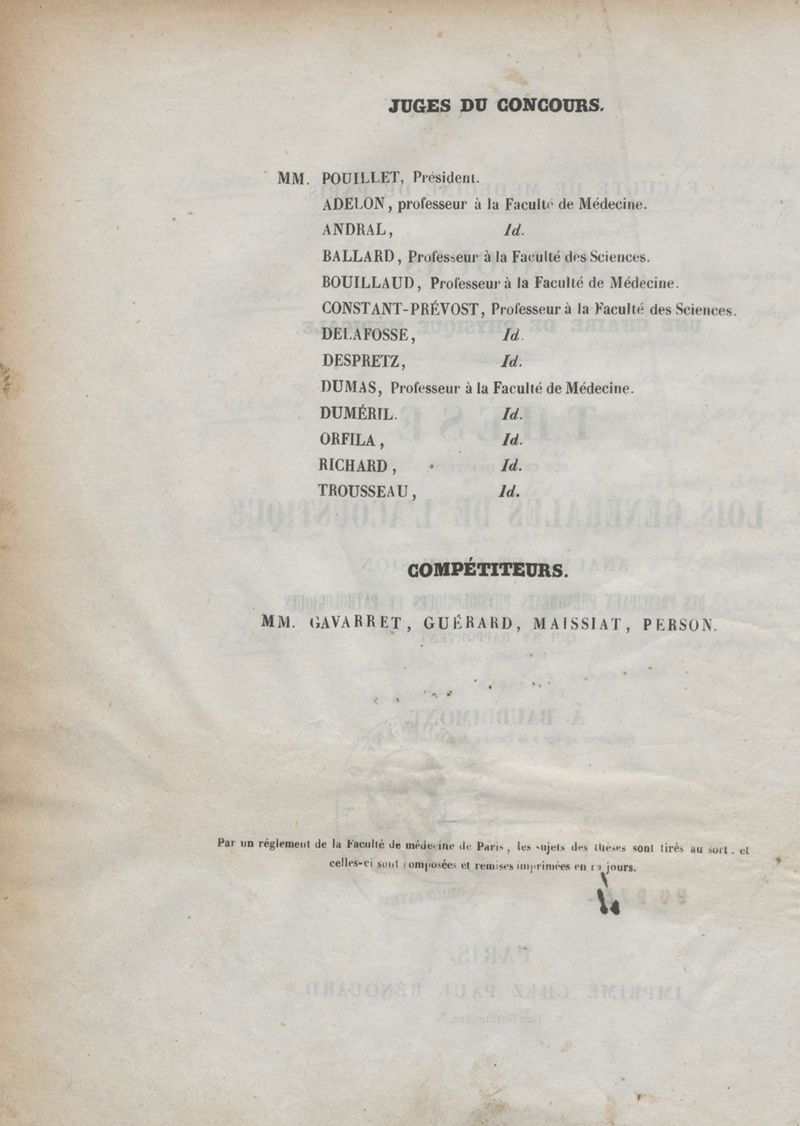 JUGES DU CONCOURS.
MM. POUILLET, Président.
ADELON, professeur à la Faculté de Médecine.
ANDRAL, Id.
BALLARD, Professeur à la Faculté des Sciences.
BOUILLAUD, Professeur à la Faculté de Médecine.
CONSTANT-PRÉVOST, Professeur à la Faculté des Sciences.
DELAFOSSE, Id.
DESPRETZ, Id.
DUMAS, Professeur à la Faculté de Médecine.
DUMÉRIL. Id.
ORFILA, Id.
RICHARD, Id.
TROUSSEAU, Id.
COMPÉTITEURS.
MM. GAVARRET, GUÉRARD, MAISSIAT, PERSON.
Par un réglement de la Faculté de médecine de Paris, les sujets des thèses sont tirés au sort, et
celles-ci sont composées et remises imprimées en 12 jours.